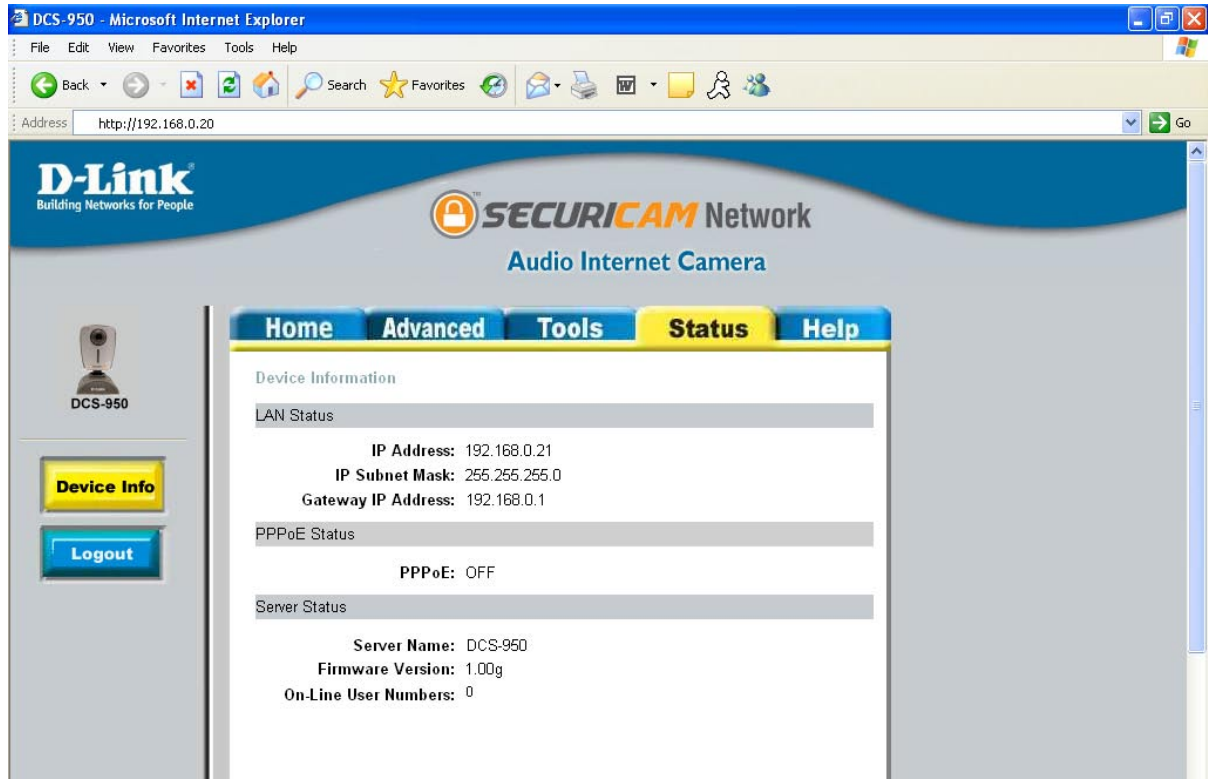 DCS-950 - Microsoft Internet Explorer
File Edit View Favorites Tools Help
Back Search Favorites
Address http://192.168.0.20 Go
D-Link®
Building Networks for People
SECURICAM™ Network
Audio Internet Camera
Home Advanced Tools Status Help
DCS-950
Device Info
Logout
Device Information
LAN Status
IP Address: 192.168.0.21
IP Subnet Mask: 255.255.255.0
Gateway IP Address: 192.168.0.1
PPPoE Status
PPPoE: OFF
Server Status
Server Name: DCS-950
Firmware Version: 1.00g
On-Line User Numbers: 0